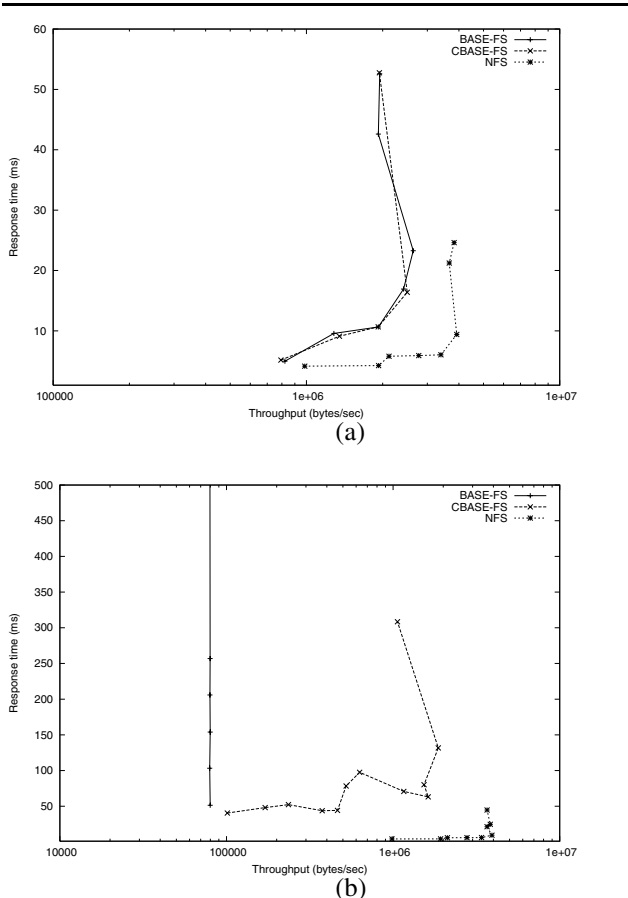 60
50
40
30
20
10
Response time (ms)
BASE-FS
CBASE-FS
NFS
100000 1e+06 1e+07
Throughput (bytes/sec)
(a)
500
450
400
350
300
250
200
150
100
50
Response time (ms)
BASE-FS
CBASE-FS
NFS
10000 100000 1e+06 1e+07
Throughput (bytes/sec)
(b)